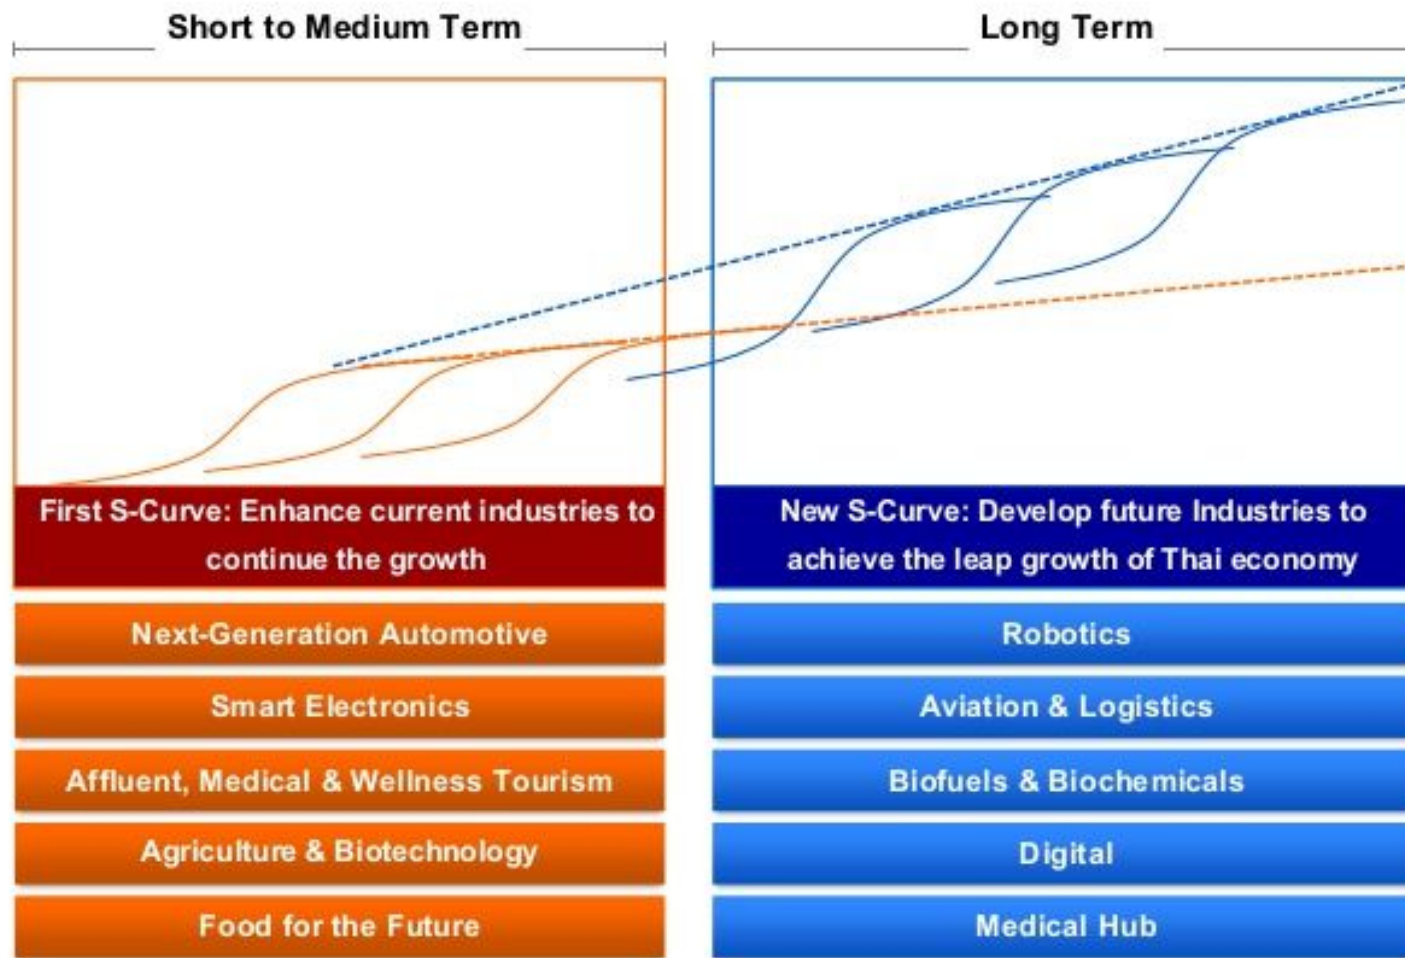 Short to Medium Term
Long Term
First S-Curve: Enhance current industries to
continue the growth
New S-Curve: Develop future Industries to
achieve the leap growth of Thai economy
Next-Generation Automotive
Robotics
Smart Electronics
Aviation & Logistics
Affluent, Medical & Wellness Tourism
Biofuels & Biochemicals
Agriculture & Biotechnology
Digital
Food for the Future
Medical Hub